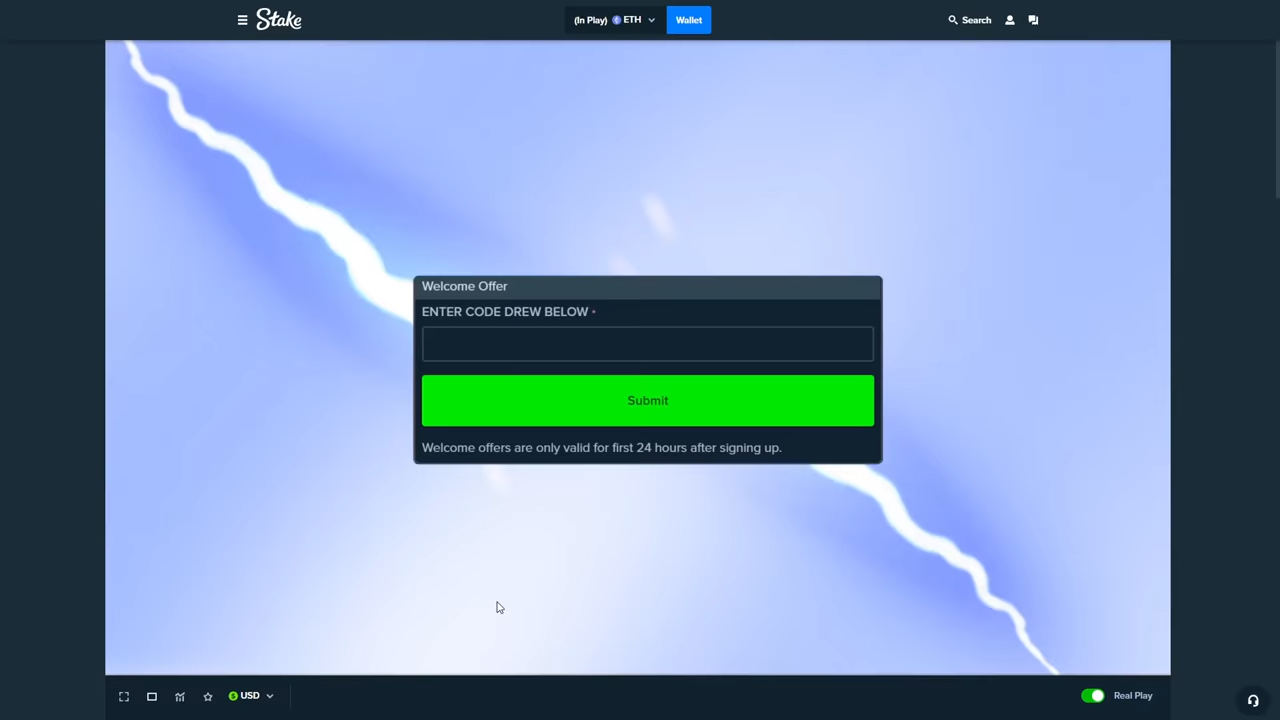 Stake
(In Play) ETH
Wallet
Search
Welcome Offer
ENTER CODE DREW BELOW *
Submit
Welcome offers are only valid for first 24 hours after signing up.
USD
Real Play